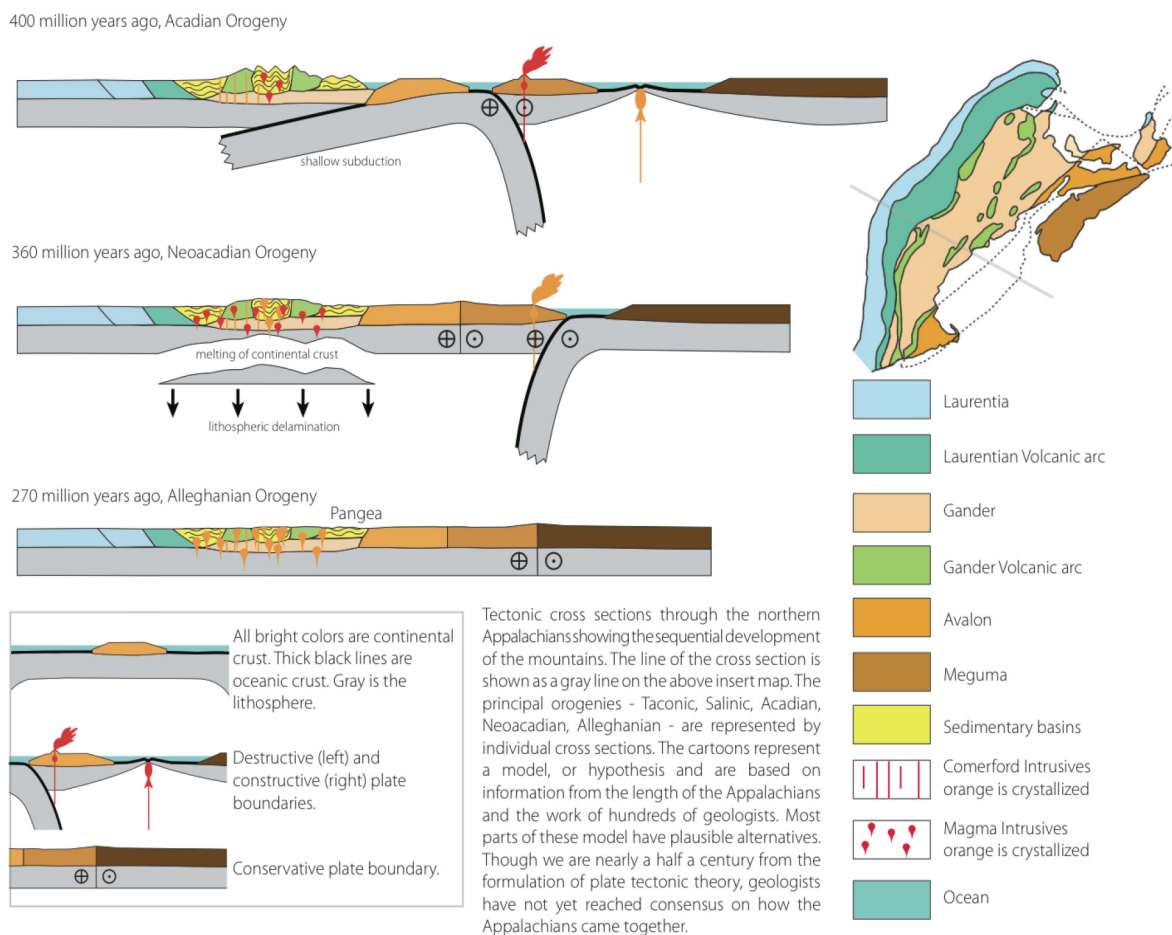 400 million years ago, Acadian Orogeny
shallow subduction
360 million years ago, Neoacadian Orogeny
melting of continental crust
lithospheric delamination
270 million years ago, Alleghanian Orogeny
Pangea
All bright colors are continental
crust. Thick black lines are
oceanic crust. Gray is the
lithosphere.
Destructive (left) and
constructive (right) plate
boundaries.
Conservative plate boundary.
Tectonic cross sections through the northern
Appalachians showing the sequential development
of the mountains. The line of the cross section is
shown as a gray line on the above insert map. The
principal orogenies - Taconic, Salinic, Acadian,
Neoacadian, Alleghanian - are represented by
individual cross sections. The cartoons represent
a model, or hypothesis and are based on
information from the length of the Appalachians
and the work of hundreds of geologists. Most
parts of these model have plausible alternatives.
Though we are nearly a half a century from the
formulation of plate tectonic theory, geologists
have not yet reached consensus on how the
Appalachians came together.
Laurentia
Laurentian Volcanic arc
Gander
Gander Volcanic arc
Avalon
Meguma
Sedimentary basins
Comerford Intrusives
orange is crystallized
Magma Intrusives
orange is crystallized
Ocean